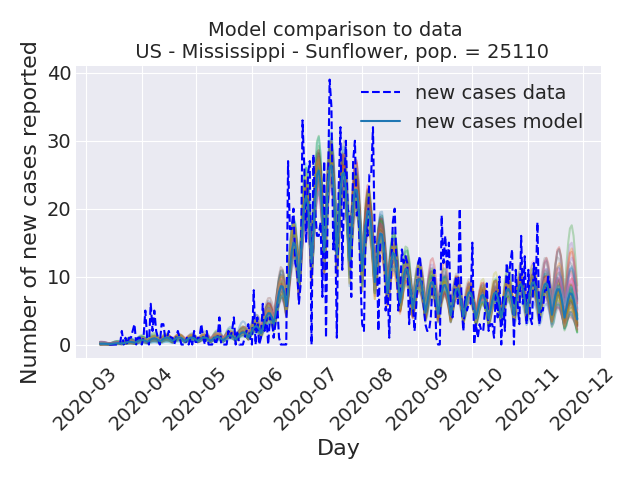 Model comparison to data
US - Mississippi - Sunflower, pop. = 25110
Number of new cases reported
40
30
20
10
0
new cases data
new cases model
2020-03
2020-04
2020-05
2020-06
2020-07
2020-08
2020-09
2020-10
2020-11
2020-12
Day